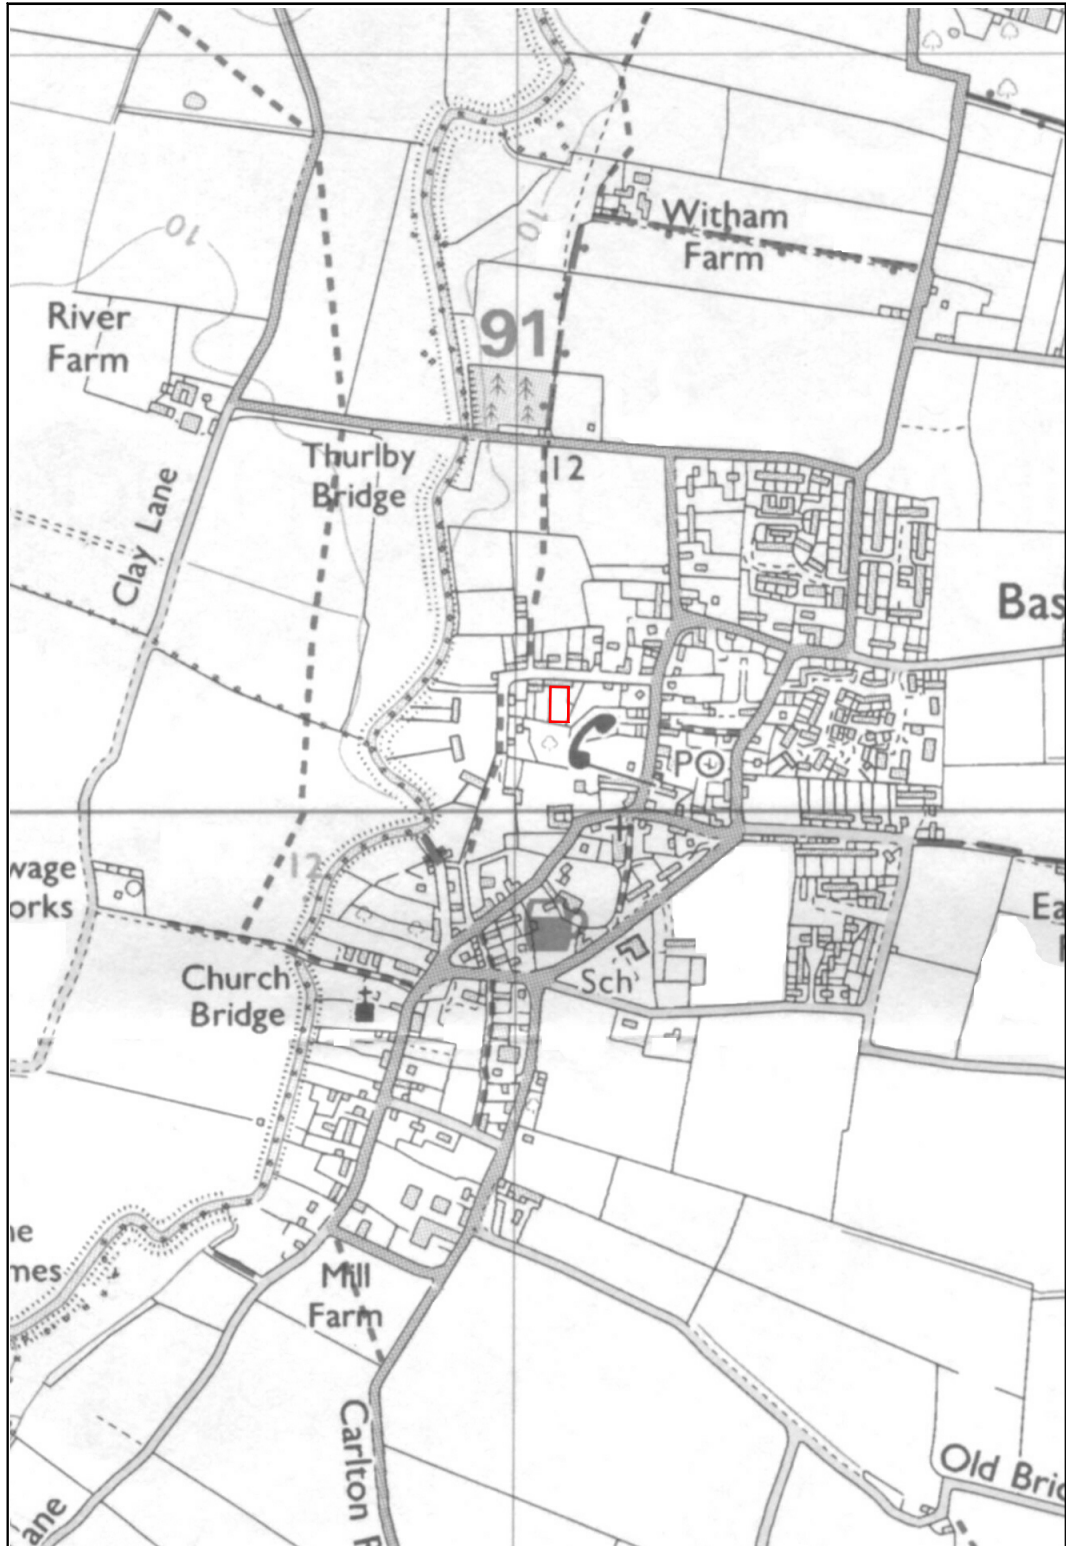 Witham
Farm
10
10
River
Farm
91
Thurlby
Bridge
12
Clay Lane
Bas
PO
12
wage
orks
Ea
Church
Bridge
Sch
ne
mes
Mill
Farm
Carlton R
Old Bric
ane